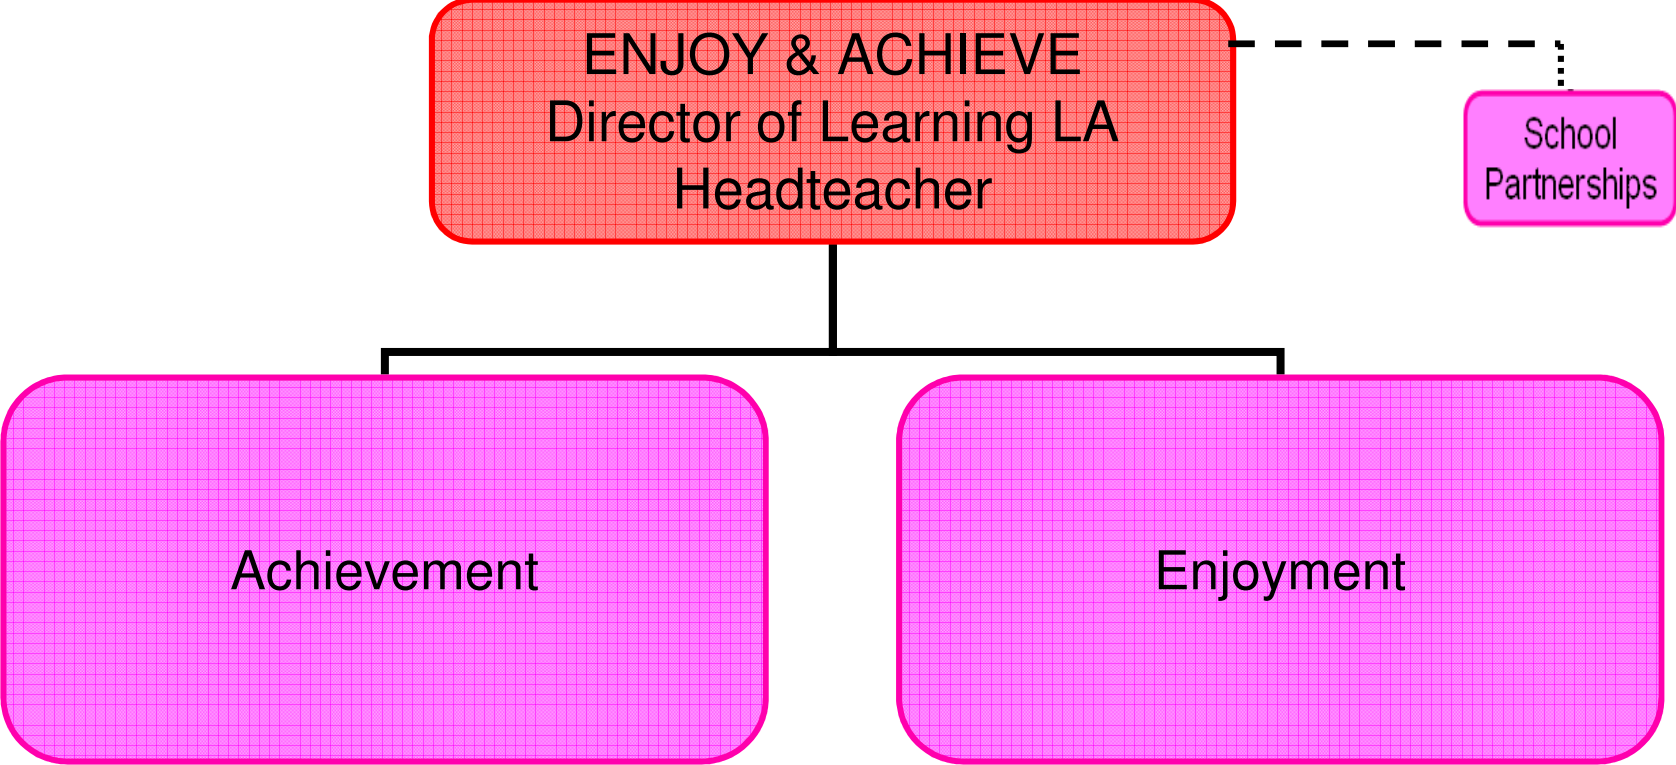 ENJOY & ACHIEVE
Director of Learning LA
Headteacher
School
Partnerships
Achievement
Enjoyment